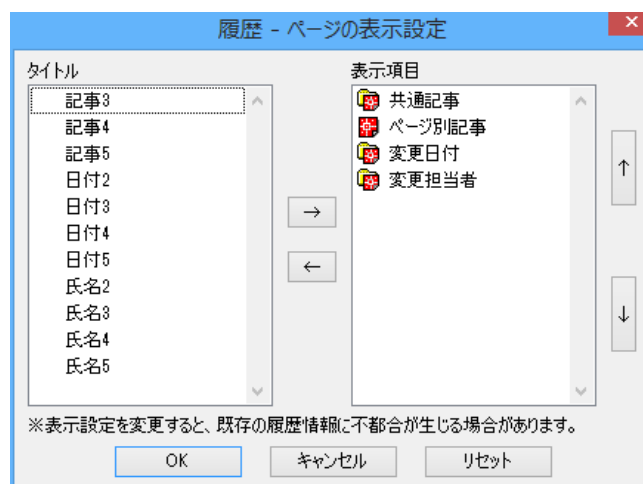 履歴 - ページの表示設定
タイトル
記事3
記事4
記事5
日付2
日付3
日付4
日付5
氏名2
氏名3
氏名4
氏名5
→
←
表示項目
共通記事
ページ別記事
変更日付
変更担当者
↑
↓
※表示設定を変更すると、既存の履歴情報に不都合が生じる場合があります。
OK
キャンセル
リセット